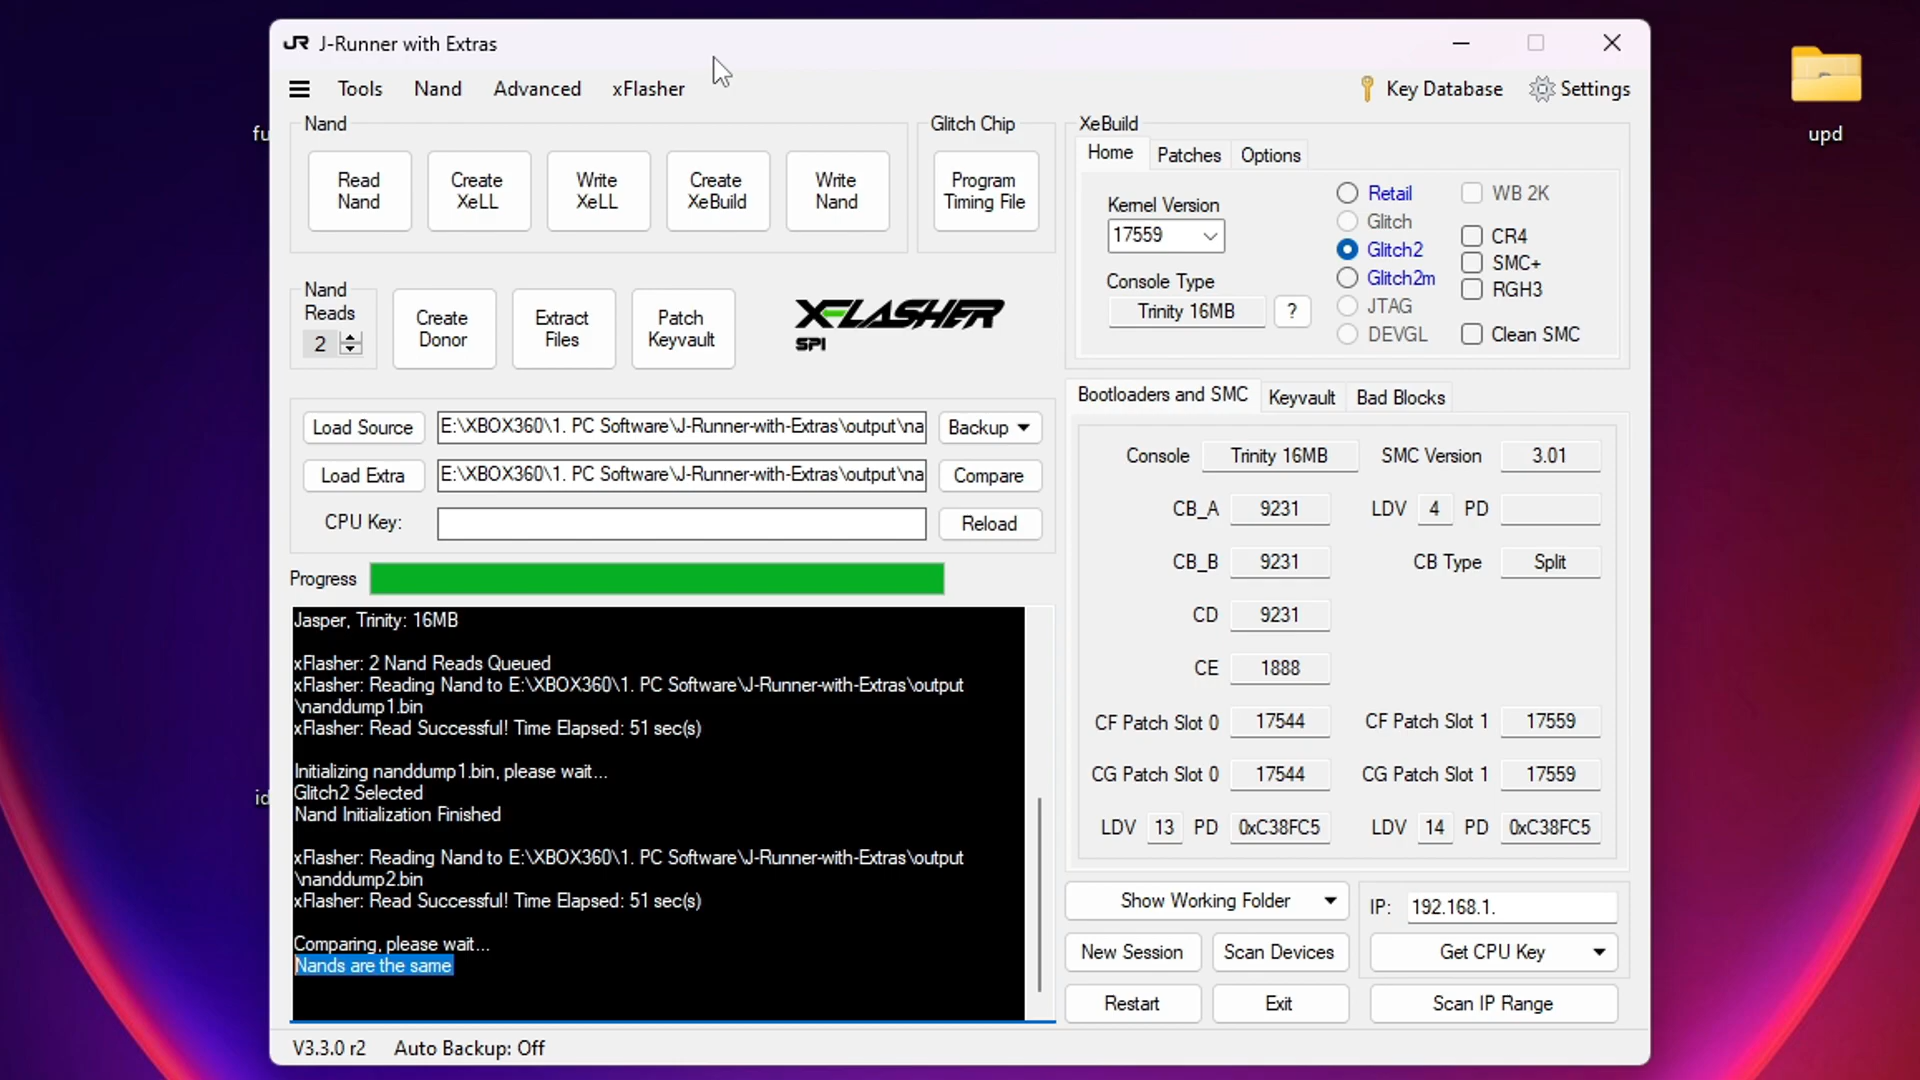 J-Runner with Extras
Tools Nand Advanced xFlasher
Key Database Settings
upd
fu
Nand
Read
Nand
Create
XeLL
Write
XeLL
Create
XeBuild
Write
Nand
Glitch Chip
Program
Timing File
Nand
Reads
2
Create
Donor
Extract
Files
Patch
Keyvault
XFLASHER
SPI
XeBuild
Home Patches Options
Kernel Version
17559
Console Type
Trinity 16MB ?
Retail
Glitch
Glitch2
Glitch2m
JTAG
DEVGL
WB 2K
CR4
SMC+
RGH3
Clean SMC
Load Source E:\XBOX360\1. PC Software\J-Runner-with-Extras\output\na Backup
Load Extra E:\XBOX360\1. PC Software\J-Runner-with-Extras\output\na Compare
CPU Key: Reload
Progress
Jasper, Trinity: 16MB
xFlasher: 2 Nand Reads Queued
xFlasher: Reading Nand to E:\XBOX360\1. PC Software\J-Runner-with-Extras\output
\nanddump1.bin
xFlasher: Read Successful! Time Elapsed: 51 sec(s)
Initializing nanddump1.bin, please wait...
Glitch2 Selected
Nand Initialization Finished
xFlasher: Reading Nand to E:\XBOX360\1. PC Software\J-Runner-with-Extras\output
\nanddump2.bin
xFlasher: Read Successful! Time Elapsed: 51 sec(s)
Comparing, please wait...
Nands are the same
id
Bootloaders and SMC Keyvault Bad Blocks
Console Trinity 16MB SMC Version 3.01
CB_A 9231 LDV 4 PD
CB_B 9231 CB Type Split
CD 9231
CE 1888
CF Patch Slot 0 17544 CF Patch Slot 1 17559
CG Patch Slot 0 17544 CG Patch Slot 1 17559
LDV 13 PD 0xC38FC5 LDV 14 PD 0xC38FC5
Show Working Folder
New Session Scan Devices
Restart Exit
IP: 192.168.1.
Get CPU Key
Scan IP Range
V3.3.0 r2 Auto Backup: Off